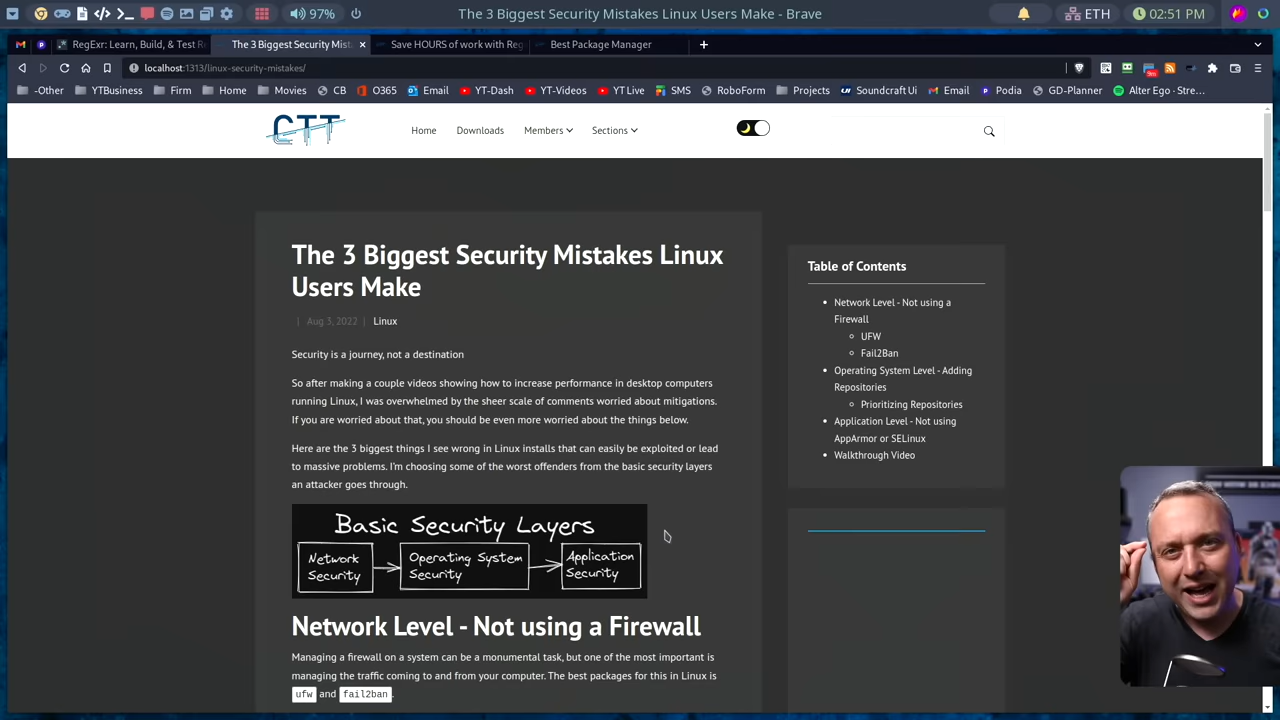 97%
The 3 Biggest Security Mistakes Linux Users Make - Brave
ETH
02:51 PM
RegExr: Learn, Build, & Test R
The 3 Biggest Security Mist
Save HOURS of work with Reg
Best Package Manager
localhost:1313/linux-security-mistakes/
-Other
YTBusiness
Firm
Home
Movies
CB
O365
Email
YT-Dash
YT-Videos
YT Live
SMS
RoboForm
Projects
Soundcraft Ui
Email
Podia
GD-Planner
Alter Ego - Stre...
CTT
Home
Downloads
Members
Sections
The 3 Biggest Security Mistakes Linux
Users Make
| Aug 3, 2022 | Linux
Security is a journey, not a destination
So after making a couple videos showing how to increase performance in desktop computers
running Linux, I was overwhelmed by the sheer scale of comments worried about mitigations.
If you are worried about that, you should be even more worried about the things below.
Here are the 3 biggest things I see wrong in Linux installs that can easily be exploited or lead
to massive problems. I'm choosing some of the worst offenders from the basic security layers
an attacker goes through.
Basic Security Layers
Network
Security
Operating System
Security
Application
Security
Network Level - Not using a Firewall
Managing a firewall on a system can be a monumental task, but one of the most important is
managing the traffic coming to and from your computer. The best packages for this in Linux is
ufw and fail2ban.
Table of Contents
Network Level - Not using a
Firewall
UFW
Fail2Ban
Operating System Level - Adding
Repositories
Prioritizing Repositories
Application Level - Not using
AppArmor or SELinux
Walkthrough Video